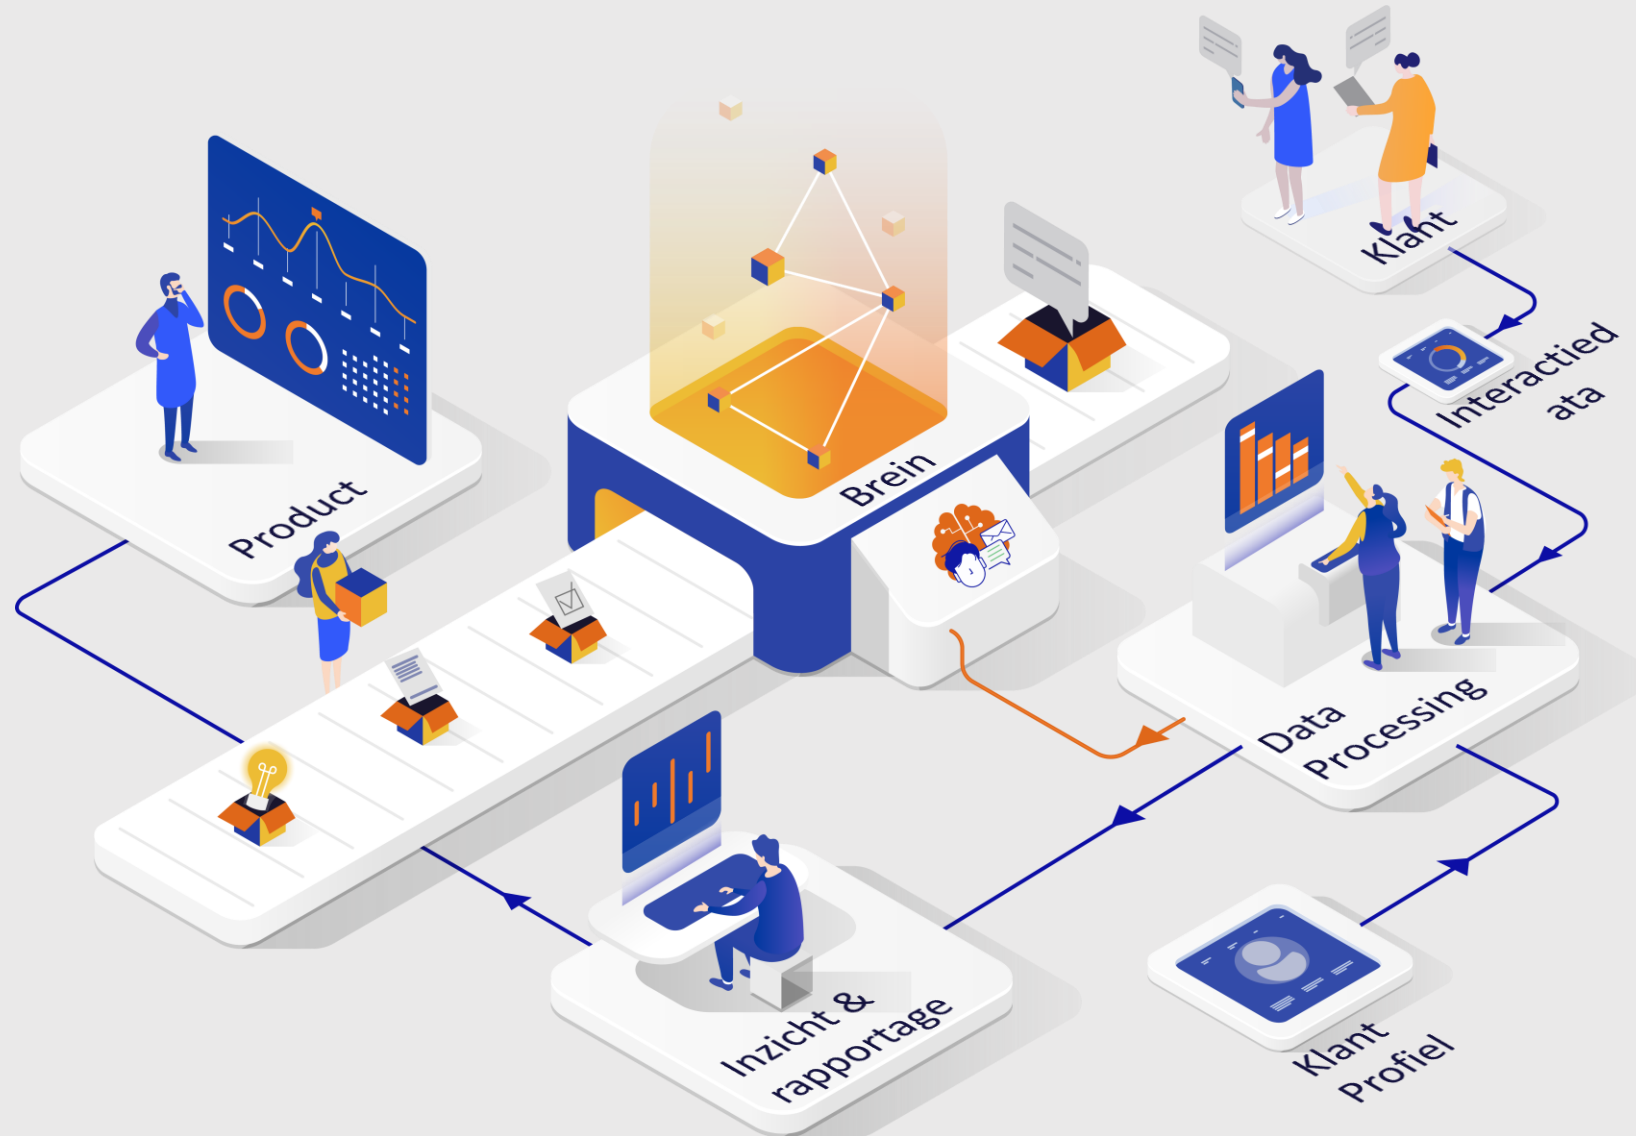 Klant
Interactied
ata
Brein
Product
Data
Processing
Inzicht &
rapportage
Klant
Profiel